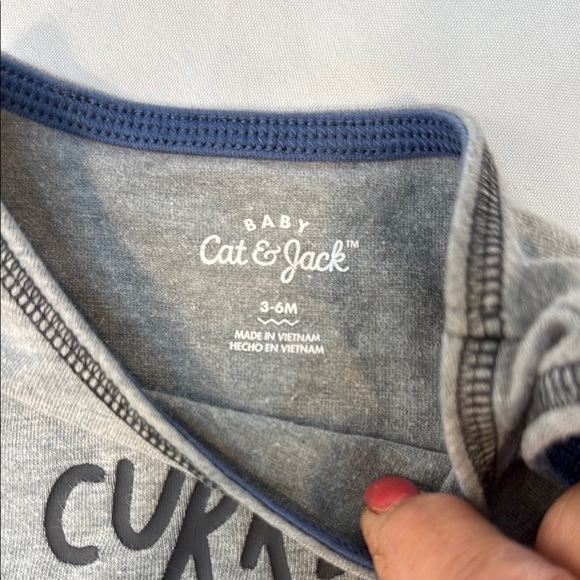 BABY
Cat & Jack™
3-6M
MADE IN VIETNAM
HECHO EN VIETNAM